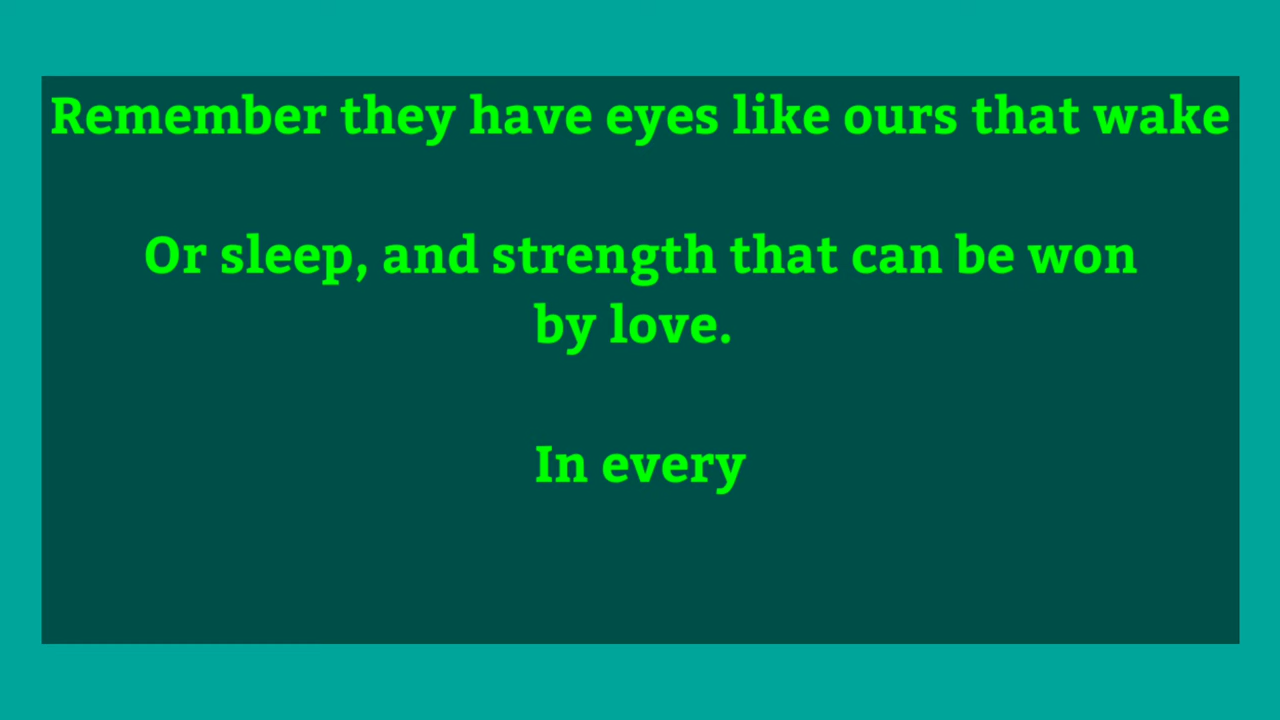 Remember they have eyes like ours that wake
Or sleep, and strength that can be won
by love.
In every